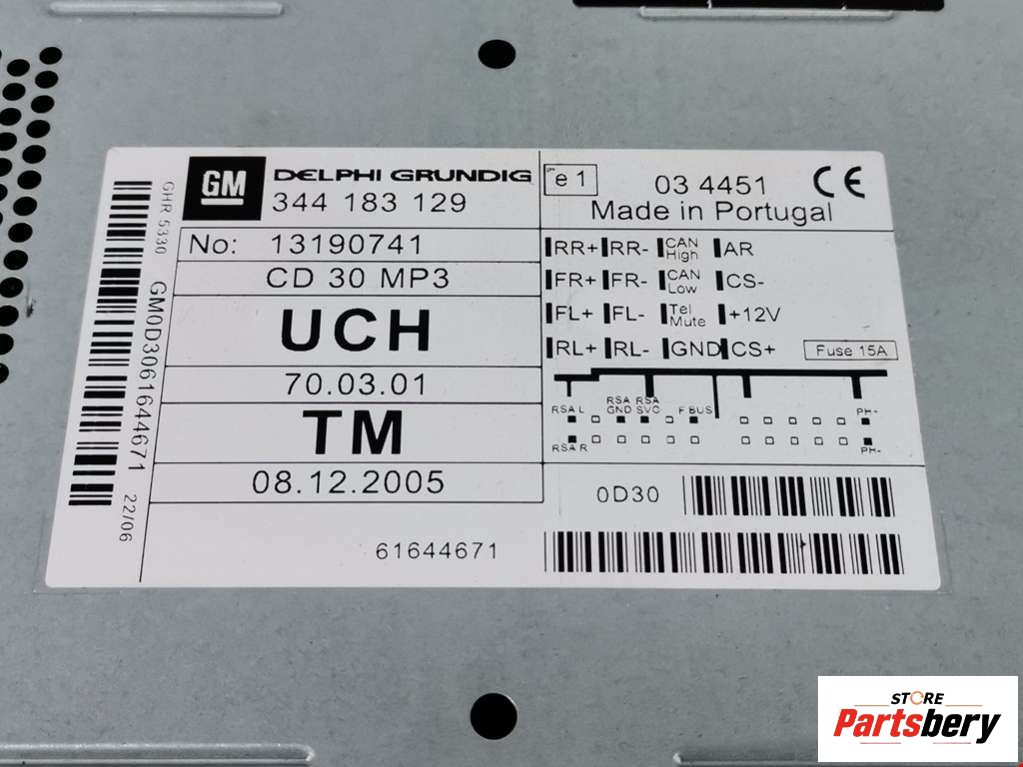 GM DELPHI GRUNDIG
344 183 129
e 1
03 4451 CE
Made in Portugal
No: 13190741
CD 30 MP3
UCH
70.03.01
TM
08.12.2005
61644671
GHR 5330
GM0D3061644671
22/06
RR+ RR- CAN High AR
FR+ FR- CAN Low CS-
FL+ FL- Tel Mute +12V
RL+ RL- GND CS+ Fuse 15A
RSA L RSA GND RSA SVC F BUS PH-
RSA R PH-
0D30
STORE
Partsbery